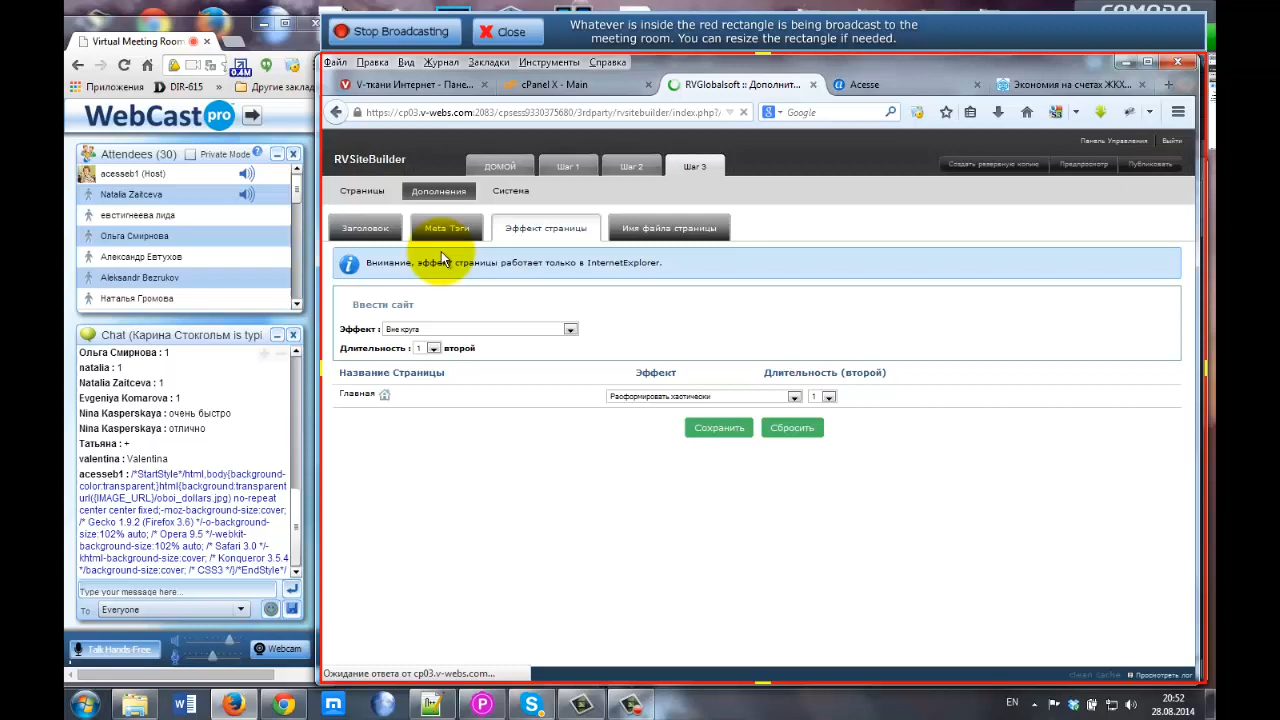 Stop Broadcasting
Close
Whatever is inside the red rectangle is being broadcast to the
meeting room. You can resize the rectangle if needed.
Virtual Meeting Room
Приложения
DIR-615
Другие заклад
WebCast pro
Attendees (30)
Private Mode
acesseb1 (Host)
Natalia Zaitceva
евстигнеева лида
Ольга Смирнова
Александр Евтухов
Aleksandr Bezrukov
Наталья Громова
Chat (Карина Стокгольм is typi
Ольга Смирнова : 1
natalia : 1
Natalia Zaitceva : 1
Evgeniya Komarova : 1
Nina Kasperskaya : очень быстро
Nina Kasperskaya : отлично
Татьяна : +
valentina : Valentina
acesseb1 : /*StartStyle*/html,body{background-
color:transparent;}html{background:transparent
url({IMAGE_URL}/oboi_dollars.jpg) no-repeat
center center fixed;-moz-background-size:cover;
/* Gecko 1.9.2 (Firefox 3.6) */-o-background-
size:102% auto; /* Opera 9.5 */-webkit-
background-size:102% auto; /* Safari 3.0 */-
khtml-background-size:cover; /* Konqueror 3.5.4
*/background-size:cover; /* CSS3 */}/*EndStyle*/
Type your message here...
To
Everyone
Talk Hands-Free
Webcam
Файл Правка Вид Журнал Закладки Инструменты Справка
V-ткани Интернет - Пане...
cPanel X - Main
RVGlobalsoft :: Дополнит...
Acesse
Экономия на счетах ЖКХ...
https://cp03.v-webs.com:2083/cpsess9330375680/3rdparty/rvsitebuilder/index.php?/
Google
Панель Управления
Выйти
RVSiteBuilder
ДОМОЙ
Шаг 1
Шаг 2
Шаг 3
Создать резервную копию
Предпросмотр
Публиковать
Страницы
Дополнения
Система
Заголовок
Мета Тэги
Эффект страницы
Имя файла страницы
Внимание, эффект страницы работает только в InternetExplorer.
Ввести сайт
Эффект : Вне круга
Длительность : 1 второй
Название Страницы
Эффект
Длительность (второй)
Главная
Расформировать хаотически
1
Сохранить
Сбросить
Ожидание ответа от cp03.v-webs.com...
Просмотреть лог
EN
20:52
28.08.2014